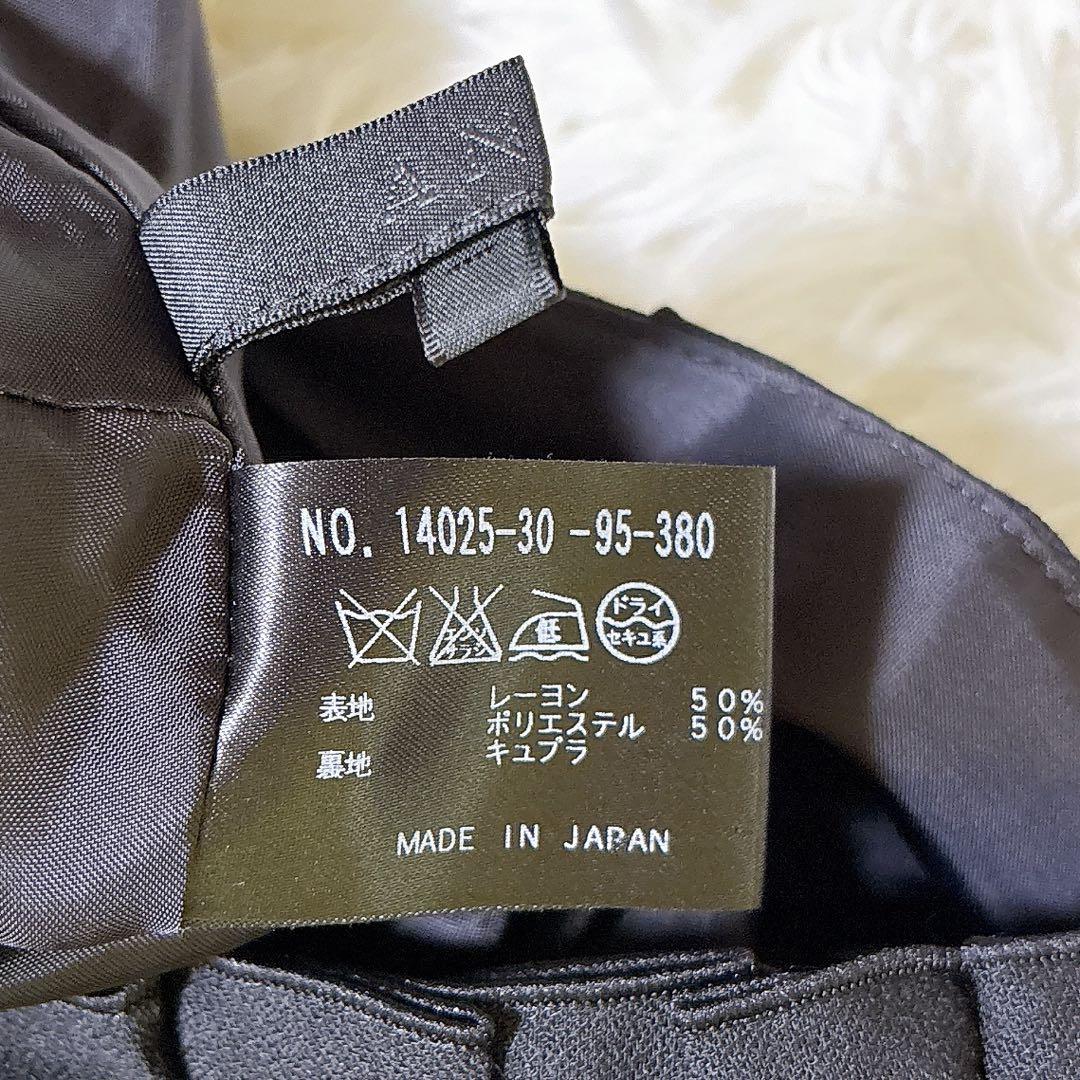 NO. 14025-30 -95-380
低 ドライ
セキユ系
表地 レーヨン 50%
ポリエステル 50%
裏地 キュプラ
MADE IN JAPAN